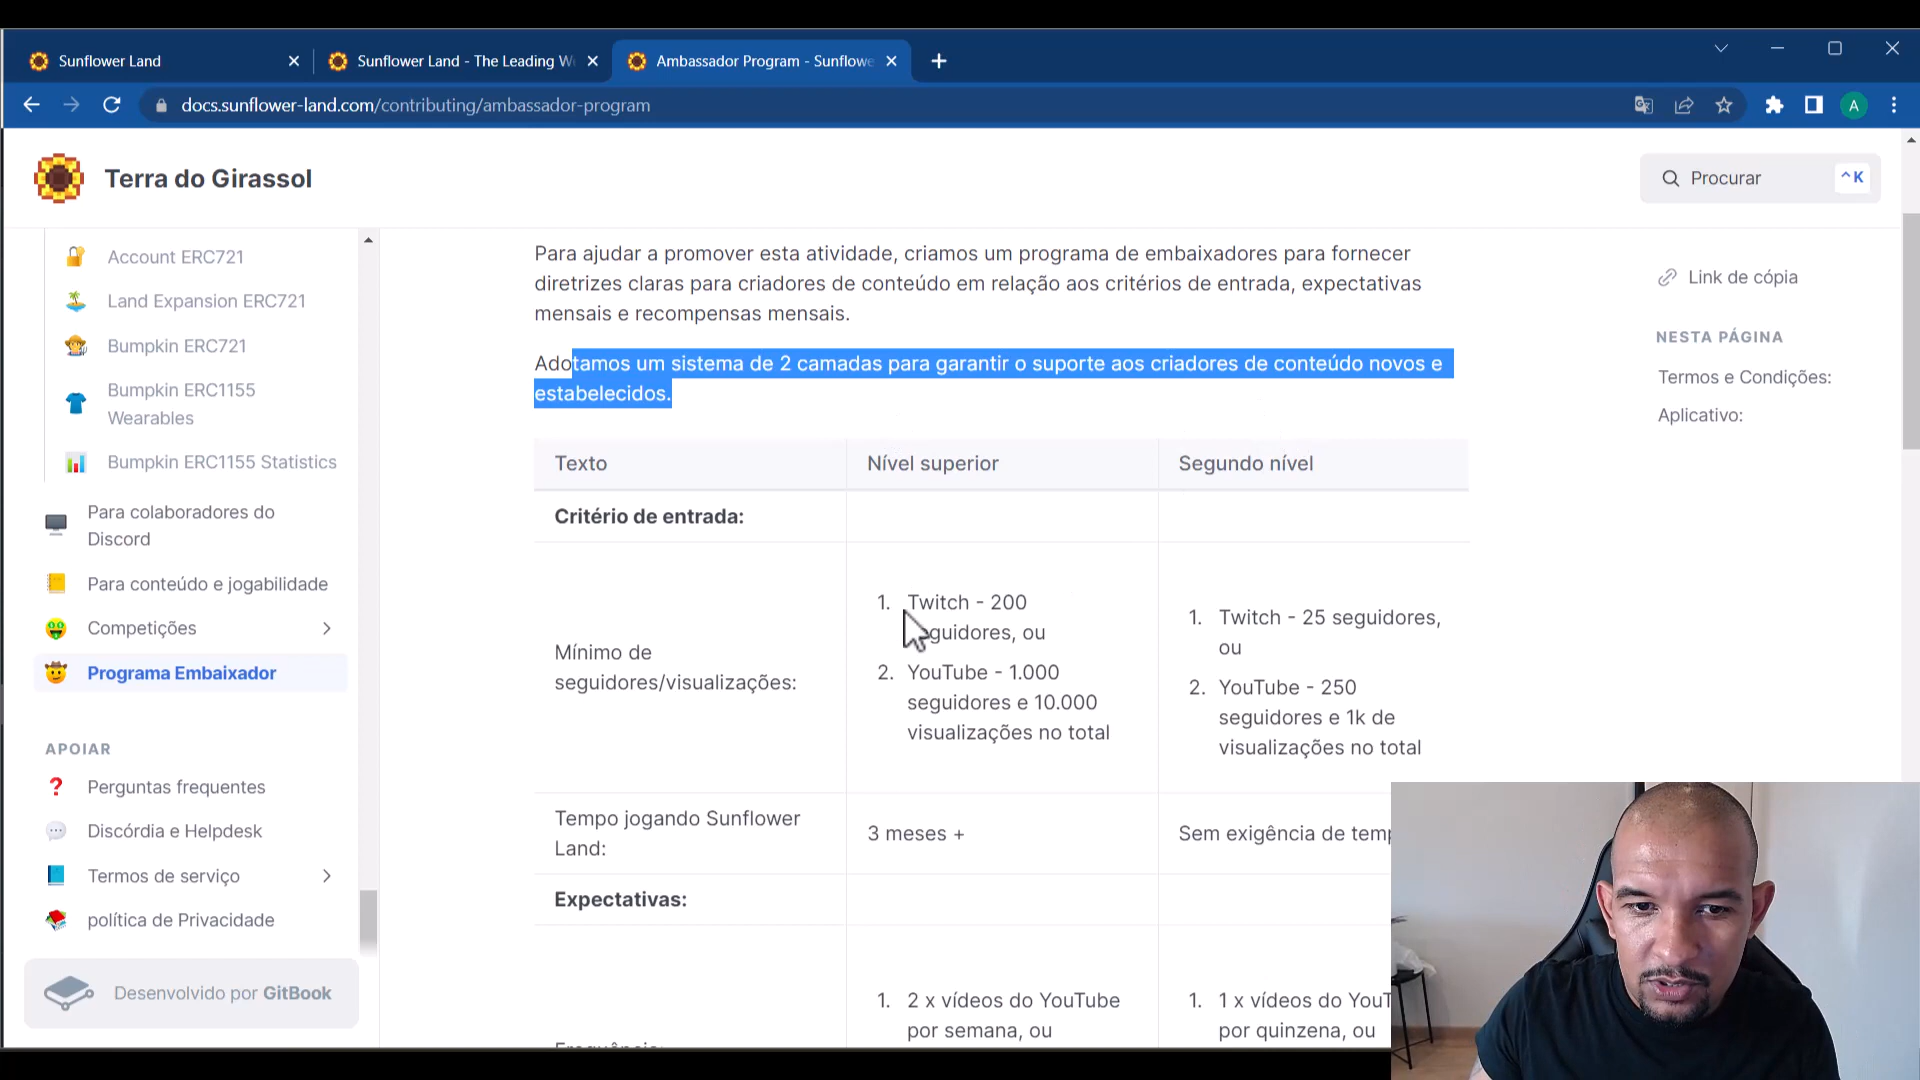 Sunflower Land
Sunflower Land - The Leading W
Ambassador Program - Sunflowe
docs.sunflower-land.com/contributing/ambassador-program
A
Terra do Girassol
Procurar
^K
Account ERC721
Land Expansion ERC721
Bumpkin ERC721
Bumpkin ERC1155
Wearables
Bumpkin ERC1155 Statistics
Para colaboradores do
Discord
Para conteúdo e jogabilidade
Competições
Programa Embaixador
APOIAR
Perguntas frequentes
Discórdia e Helpdesk
Termos de serviço
política de Privacidade
Desenvolvido por GitBook
Para ajudar a promover esta atividade, criamos um programa de embaixadores para fornecer
diretrizes claras para criadores de conteúdo em relação aos critérios de entrada, expectativas
mensais e recompensas mensais.
Adotamos um sistema de 2 camadas para garantir o suporte aos criadores de conteúdo novos e
estabelecidos.
Texto
Nível superior
Segundo nível
Critério de entrada:
Mínimo de
seguidores/visualizações:
1. Twitch - 200
guidores, ou
2. YouTube - 1.000
seguidores e 10.000
visualizações no total
1. Twitch - 25 seguidores,
ou
2. YouTube - 250
seguidores e 1k de
visualizações no total
Tempo jogando Sunflower
Land:
3 meses +
Sem exigência de temp
Expectativas:
1. 2 x vídeos do YouTube
por semana, ou
1. 1 x vídeos do YouT
por quinzena, ou
Link de cópia
NESTA PÁGINA
Termos e Condições:
Aplicativo: